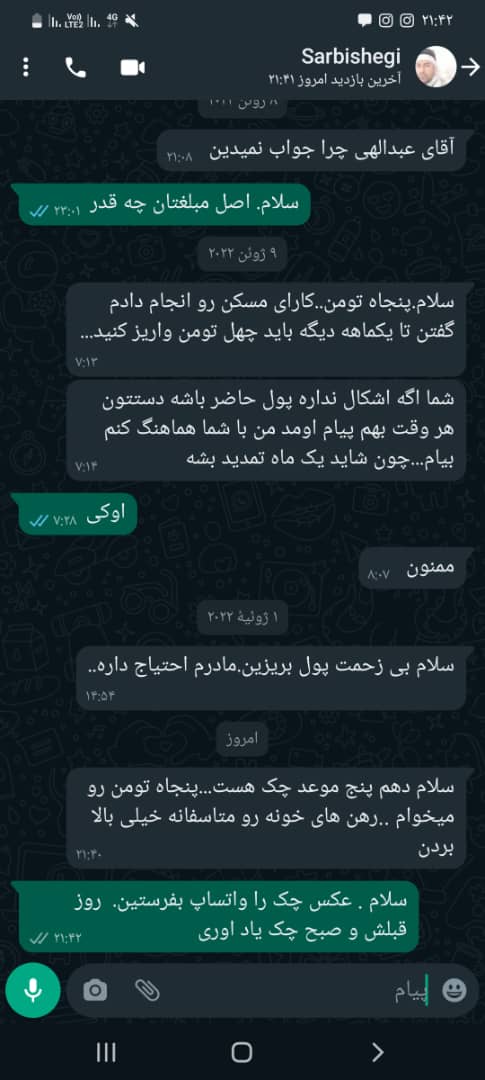 ۲۱:۴۲
4G
Vo))
LTE2
Sarbishegi
آخرین بازدید امروز ۲۱:۴۱
۸ ژوئن ۲۰۲۲
آقای عبدالهی چرا جواب نمیدین
۲۱:۰۸
سلام. اصل مبلغتان چه قدر
۲۳:۰۱
۹ ژوئن ۲۰۲۲
سلام.پنجاه تومن..کارای مسکن رو انجام دادم
گفتن تا یکماهه دیگه باید چهل تومن واریز کنید...
۷:۱۳
شما اگه اشکال نداره پول حاضر باشه دستتون
هر وقت بهم پیام اومد من با شما هماهنگ کنم
بیام...چون شاید یک ماه تمدید بشه
۷:۱۴
اوکی
۷:۲۸
ممنون
۸:۰۷
۱ ژوئیهٔ ۲۰۲۲
سلام بی زحمت پول بریزین.مادرم احتیاج داره..
۱۴:۵۴
امروز
سلام دهم پنج موعد چک هست...پنجاه تومن رو
میخوام ..رهن های خونه رو متاسفانه خیلی بالا
بردن
۲۱:۴۰
سلام . عکس چک را واتساپ بفرستین. روز
قبلش و صبح چک یاد اوری
۲۱:۴۲
پیام